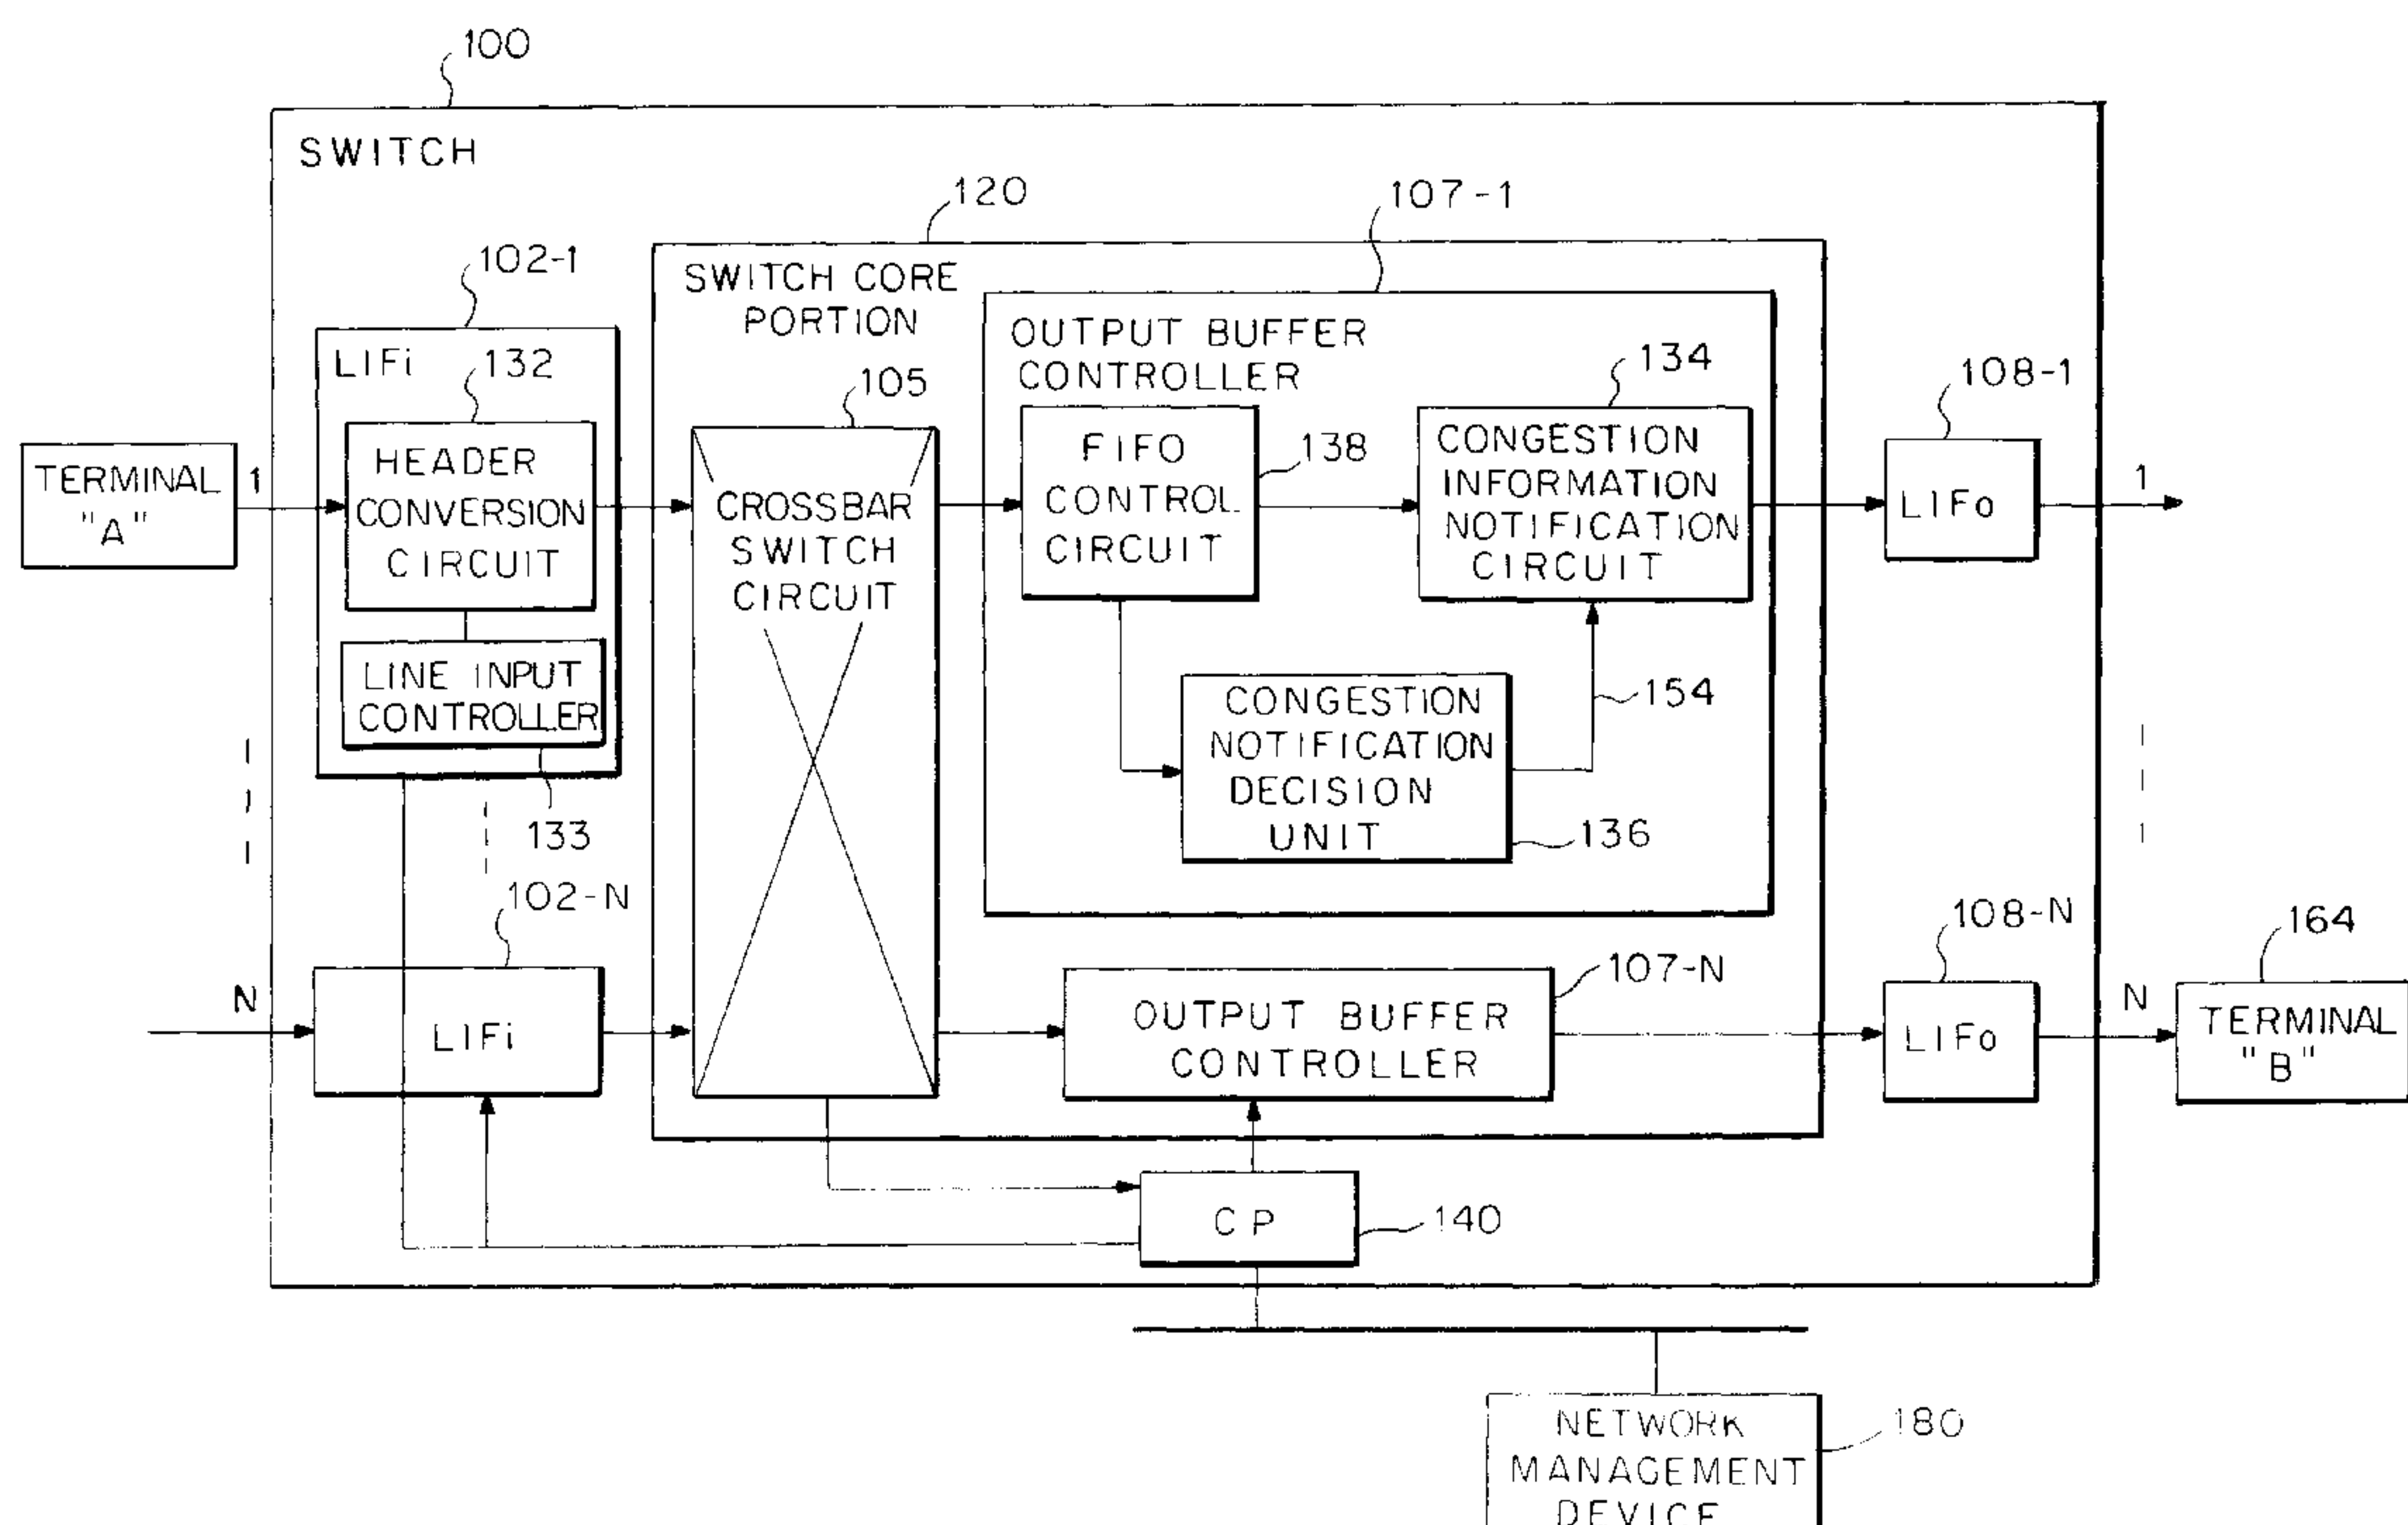 100
SWITCH
120
107-1
102-1
SWITCH CORE
PORTION
OUTPUT BUFFER
CONTROLLER
LIFi
132
105
134
108-1
TERMINAL
"A"
1
HEADER
CONVERSION
CIRCUIT
CROSSBAR
SWITCH
CIRCUIT
FIFO
CONTROL
CIRCUIT
138
CONGESTION
INFORMATION
NOTIFICATION
CIRCUIT
LIFo
1
LINE INPUT
CONTROLLER
133
CONGESTION
NOTIFICATION
DECISION
UNIT
154
136
102-N
N
LIFi
107-N
OUTPUT BUFFER
CONTROLLER
108-N
LIFo
N
164
TERMINAL
"B"
CP
140
NETWORK
MANAGEMENT
DEVICE
180